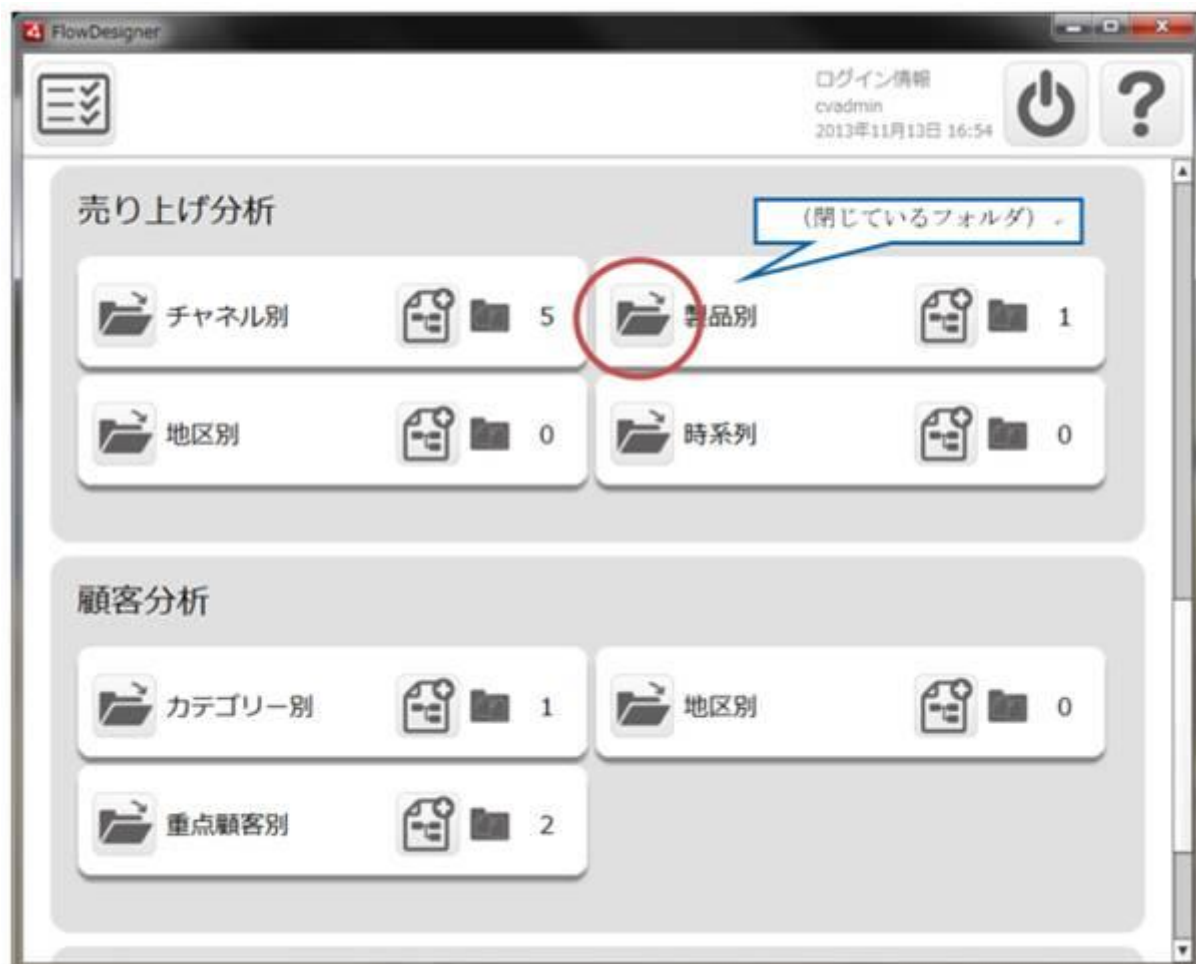 FlowDesigner
ログイン情報
cvadmin
2013年11月13日 16:54
売り上げ分析
(閉じているフォルダ)
チャネル別 5
製品別 1
地区別 0
時系列 0
顧客分析
カテゴリー別 1
地区別 0
重点顧客別 2